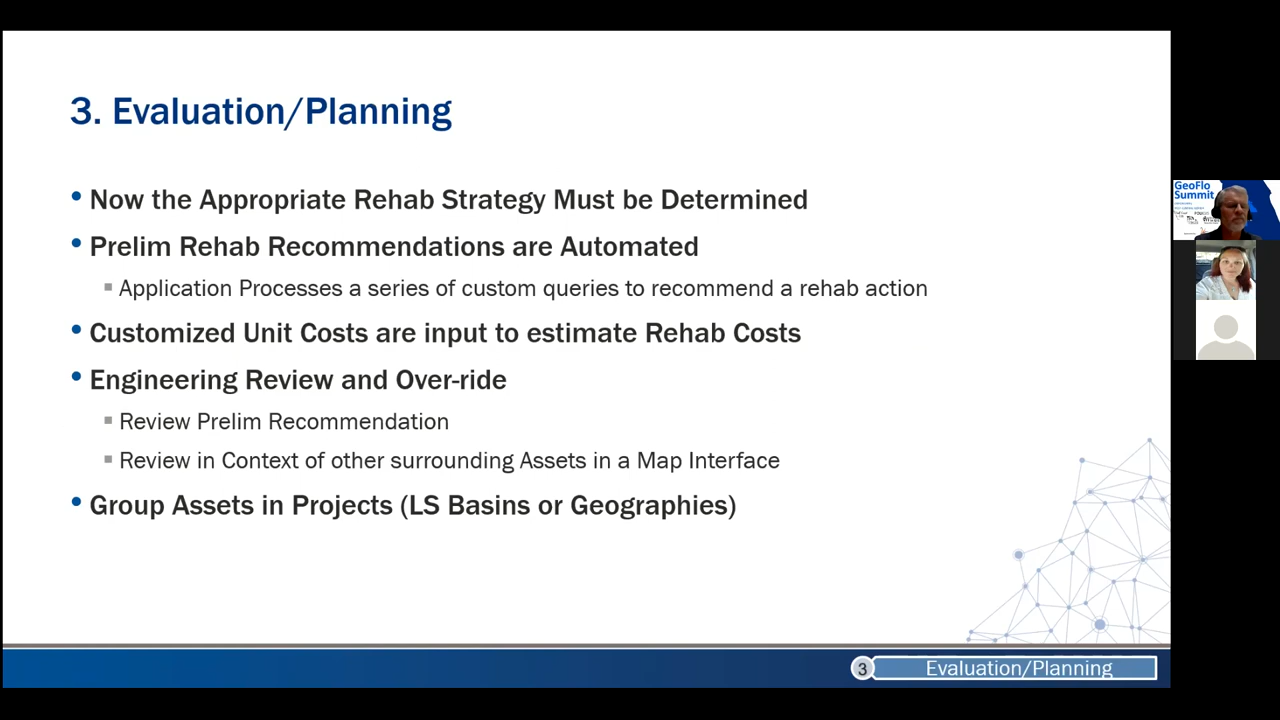 3. Evaluation/Planning
• Now the Appropriate Rehab Strategy Must be Determined
• Prelim Rehab Recommendations are Automated
▪ Application Processes a series of custom queries to recommend a rehab action
• Customized Unit Costs are input to estimate Rehab Costs
• Engineering Review and Over-ride
▪ Review Prelim Recommendation
▪ Review in Context of other surrounding Assets in a Map Interface
• Group Assets in Projects (LS Basins or Geographies)
3 Evaluation/Planning
GeoFlo
Summit